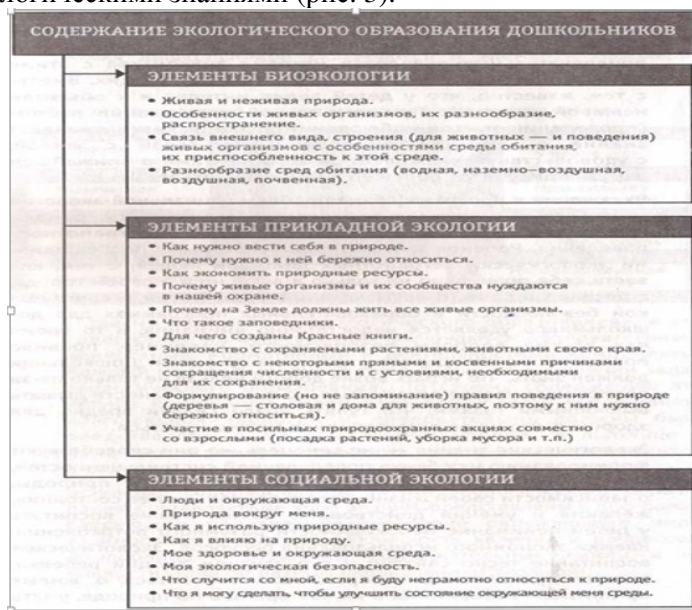 логическими знаниями (рис. 3).
СОДЕРЖАНИЕ ЭКОЛОГИЧЕСКОГО ОБРАЗОВАНИЯ ДОШКОЛЬНИКОВ
ЭЛЕМЕНТЫ БИОЭКОЛОГИИ
• Живая и неживая природа.
• Особенности живых организмов, их разнообразие,
распространение.
• Связь внешнего вида, строения (для животных — и поведения)
живых организмов с особенностями среды обитания,
их приспособленность к этой среде.
• Разнообразие сред обитания (водная, наземно-воздушная,
воздушная, почвенная).
ЭЛЕМЕНТЫ ПРИКЛАДНОЙ ЭКОЛОГИИ
• Как нужно вести себя в природе.
• Почему нужно к ней бережно относиться.
• Как экономить природные ресурсы.
• Почему живые организмы и их сообщества нуждаются
в нашей охране.
• Почему на Земле должны жить все живые организмы.
• Что такое заповедники.
• Для чего созданы Красные книги.
• Знакомство с охраняемыми растениями, животными своего края.
• Знакомство с некоторыми прямыми и косвенными причинами
сокращения численности и с условиями, необходимыми
для их сохранения.
• Формулирование (но не запоминание) правил поведения в природе
(деревья — столовая и дома для животных, поэтому к ним нужно
бережно относиться).
• Участие в посильных природоохранных акциях совместно
со взрослыми (посадка растений, уборка мусора и т.п.)
ЭЛЕМЕНТЫ СОЦИАЛЬНОЙ ЭКОЛОГИИ
• Люди и окружающая среда.
• Природа вокруг меня.
• Как я использую природные ресурсы.
• Как я влияю на природу.
• Мое здоровье и окружающая среда.
• Моя экологическая безопасность.
• Что случится со мной, если я буду неграмотно относиться к природе.
• Что я могу сделать, чтобы улучшить состояние окружающей меня среды.